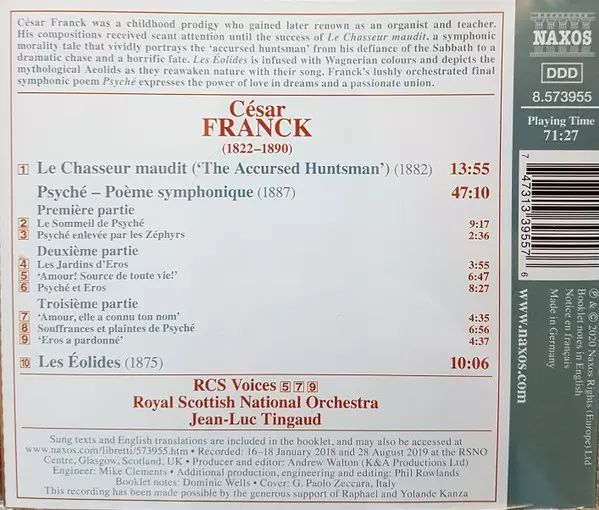 César Franck was a childhood prodigy who gained later renown as an organist and teacher.
His compositions received scant attention until the success of Le Chasseur maudit, a symphonic
morality tale that vividly portrays the 'accursed huntsman' from his defiance of the Sabbath to a
dramatic chase and a horrific fate. Les Éolides is infused with Wagnerian colours and depicts the
mythological Aeolids as they reawaken nature with their song. Franck's lushly orchestrated final
symphonic poem Psyché expresses the power of love in dreams and a passionate union.
César
FRANCK
(1822–1890)
1 Le Chasseur maudit ('The Accursed Huntsman') (1882) 13:55
Psyché – Poème symphonique (1887) 47:10
Première partie
2 Le Sommeil de Psyché 9:17
3 Psyché enlevée par les Zéphyrs 2:36
Deuxième partie
4 Les Jardins d'Eros 3:55
5 'Amour! Source de toute vie!' 6:47
6 Psyché et Eros 8:27
Troisième partie
7 'Amour, elle a connu ton nom' 4:35
8 Souffrances et plaintes de Psyché 6:56
9 'Eros a pardonné' 4:37
10 Les Éolides (1875) 10:06
RCS Voices 5 7 9
Royal Scottish National Orchestra
Jean-Luc Tingaud
Sung texts and English translations are included in the booklet, and may also be accessed at
www.naxos.com/libretti/573955.htm • Recorded: 16–18 January 2018 and 28 August 2019 at the RSNO
Centre, Glasgow, Scotland, UK • Producer and editor: Andrew Walton (K&A Productions Ltd)
Engineer: Mike Clements • Additional production, engineering and editing: Phil Rowlands
Booklet notes: Dominic Wells • Cover: G. Paolo Zeccara, Italy
This recording has been made possible by the generous support of Raphael and Yolande Kanza
NAXOS
DDD
8.573955
Playing Time
71:27
7 47313 39557 6
℗ & © 2020 Naxos Rights (Europe) Ltd
Booklet notes in English
Notice en français
Made in Germany
www.naxos.com